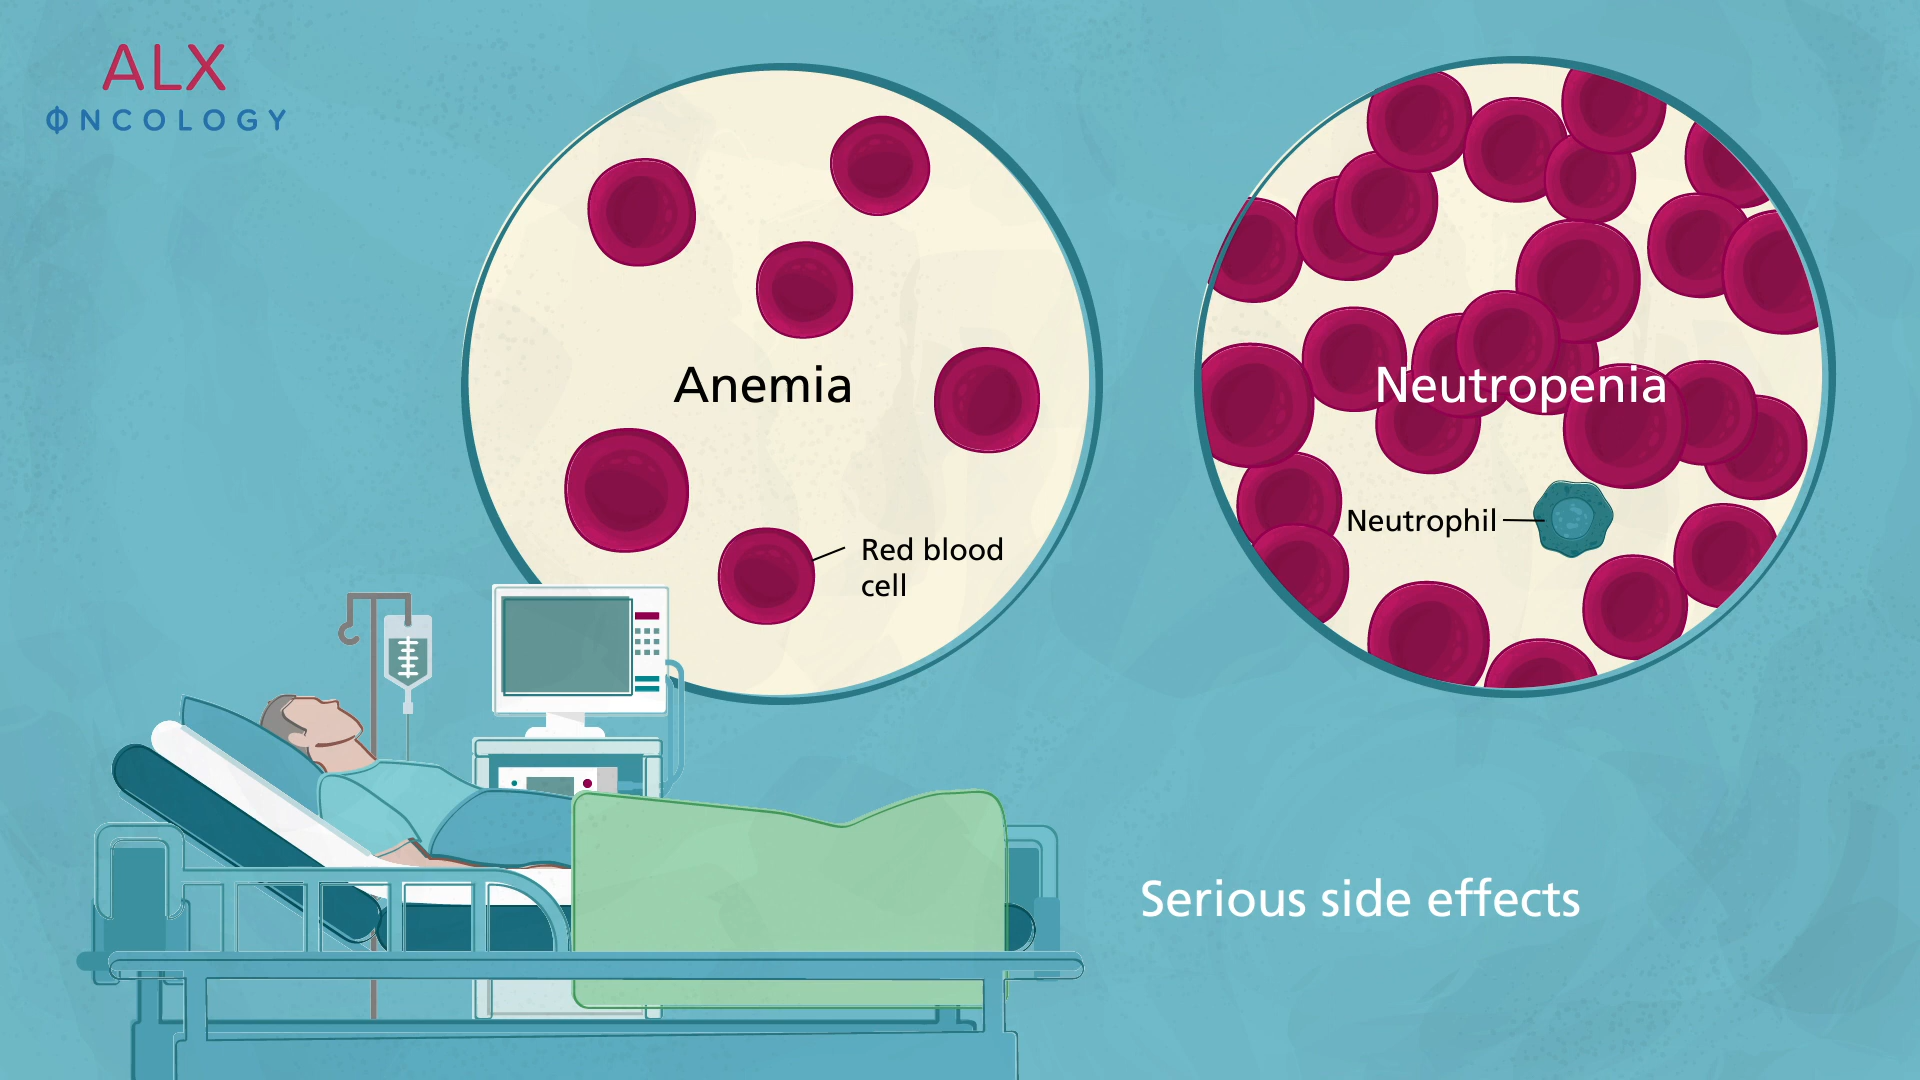 ALX
ONCOLOGY
Anemia
Red blood
cell
Neutropenia
Neutrophil
Serious side effects